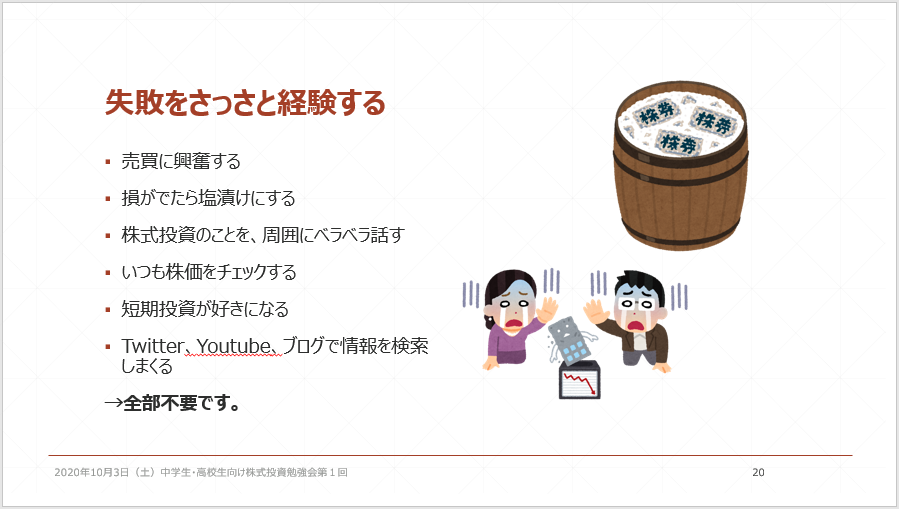 失敗をさっさと経験する
▪ 売買に興奮する
▪ 損がでたら塩漬けにする
▪ 株式投資のことを、周囲にベラベラ話す
▪ いつも株価をチェックする
▪ 短期投資が好きになる
▪ Twitter、Youtube、ブログで情報を検索
しまくる
→全部不要です。
株券
株券
株券
2020年10月3日（土）中学生・高校生向け株式投資勉強会第１回
20